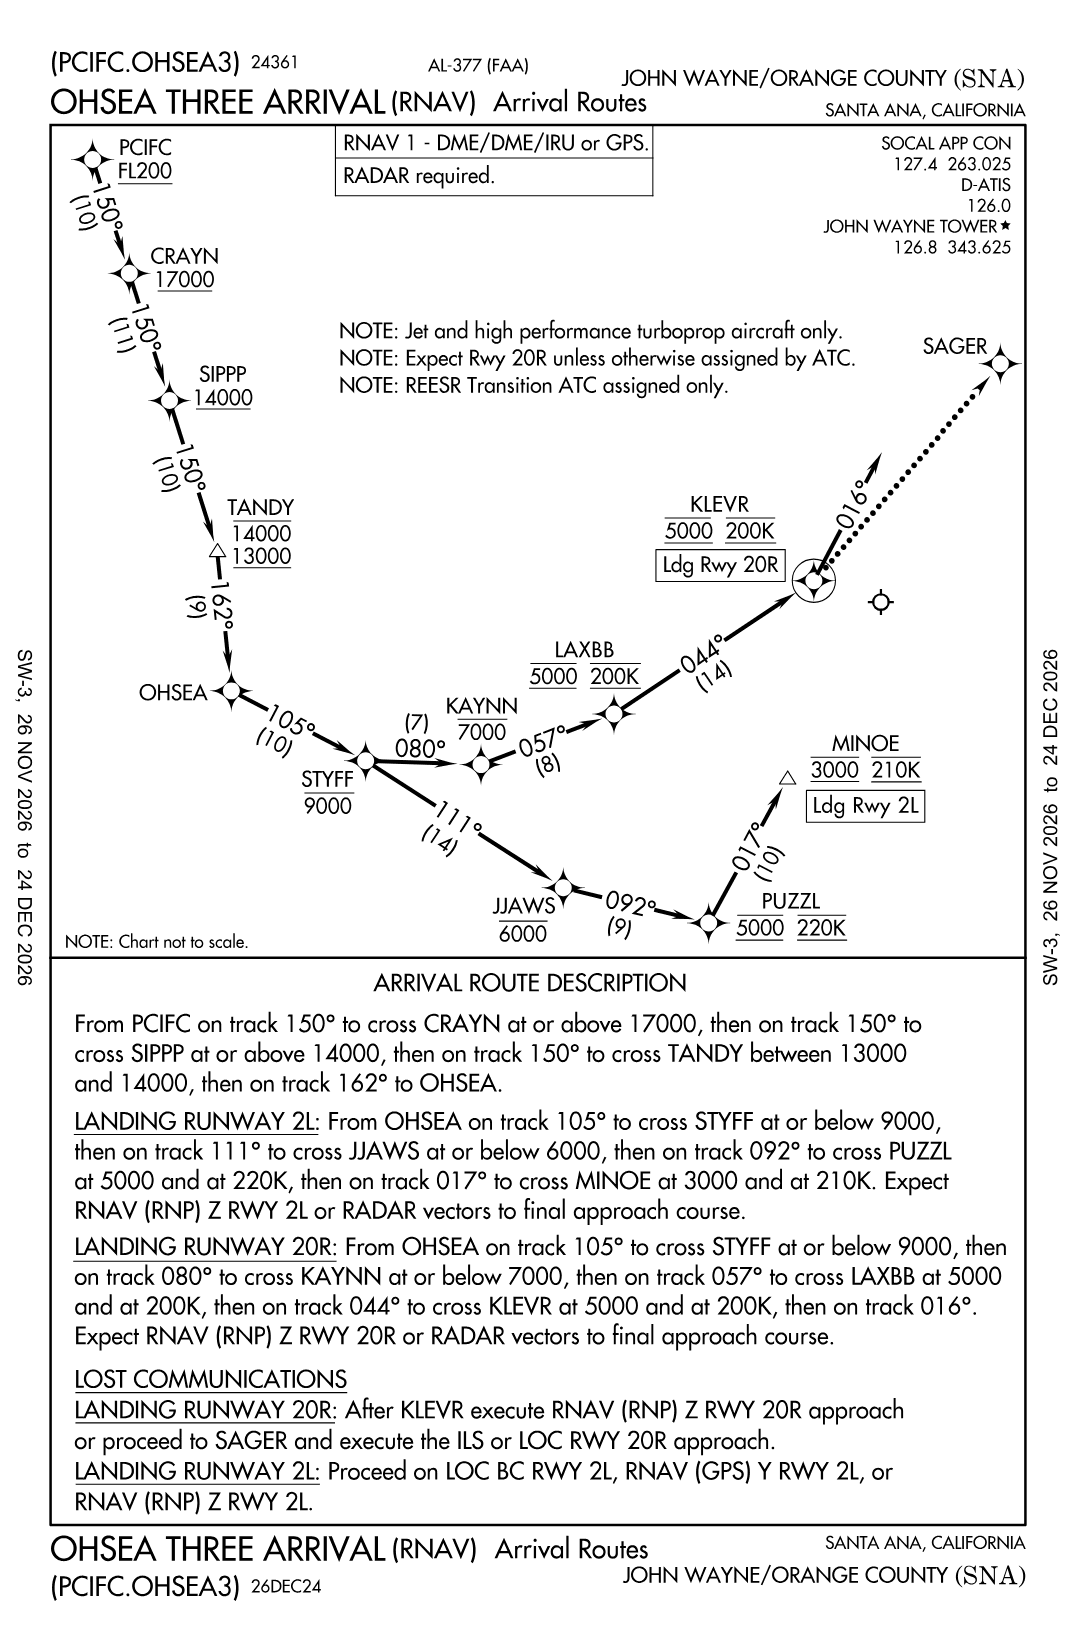 (PCIFC.OHSEA3) 24361
AL-377 (FAA)
JOHN WAYNE/ORANGE COUNTY (SNA)
OHSEA THREE ARRIVAL (RNAV) Arrival Routes
SANTA ANA, CALIFORNIA
PCIFC
FL200
RNAV 1 - DME/DME/IRU or GPS.
RADAR required.
SOCAL APP CON
127.4 263.025
D-ATIS
126.0
JOHN WAYNE TOWER★
126.8 343.625
150°
(10)
CRAYN
17000
150°
(11)
NOTE: Jet and high performance turboprop aircraft only.
NOTE: Expect Rwy 20R unless otherwise assigned by ATC.
NOTE: REESR Transition ATC assigned only.
SAGER
SIPPP
14000
150°
(10)
TANDY
14000
13000
KLEVR
5000 200K
Ldg Rwy 20R
016°
162°
(9)
OHSEA
LAXBB
5000 200K
044°
(14)
KAYNN
7000
105°
(10)
(7)
080°
057°
(8)
STYFF
9000
MINOE
3000 210K
Ldg Rwy 2L
111°
(14)
017°
(10)
JJAWS
6000
092°
(9)
PUZZL
5000 220K
NOTE: Chart not to scale.
SW-3, 26 NOV 2026 to 24 DEC 2026
SW-3, 26 NOV 2026 to 24 DEC 2026
ARRIVAL ROUTE DESCRIPTION
From PCIFC on track 150° to cross CRAYN at or above 17000, then on track 150° to
cross SIPPP at or above 14000, then on track 150° to cross TANDY between 13000
and 14000, then on track 162° to OHSEA.
LANDING RUNWAY 2L: From OHSEA on track 105° to cross STYFF at or below 9000,
then on track 111° to cross JJAWS at or below 6000, then on track 092° to cross PUZZL
at 5000 and at 220K, then on track 017° to cross MINOE at 3000 and at 210K. Expect
RNAV (RNP) Z RWY 2L or RADAR vectors to final approach course.
LANDING RUNWAY 20R: From OHSEA on track 105° to cross STYFF at or below 9000, then
on track 080° to cross KAYNN at or below 7000, then on track 057° to cross LAXBB at 5000
and at 200K, then on track 044° to cross KLEVR at 5000 and at 200K, then on track 016°.
Expect RNAV (RNP) Z RWY 20R or RADAR vectors to final approach course.
LOST COMMUNICATIONS
LANDING RUNWAY 20R: After KLEVR execute RNAV (RNP) Z RWY 20R approach
or proceed to SAGER and execute the ILS or LOC RWY 20R approach.
LANDING RUNWAY 2L: Proceed on LOC BC RWY 2L, RNAV (GPS) Y RWY 2L, or
RNAV (RNP) Z RWY 2L.
OHSEA THREE ARRIVAL (RNAV) Arrival Routes
SANTA ANA, CALIFORNIA
(PCIFC.OHSEA3) 26DEC24
JOHN WAYNE/ORANGE COUNTY (SNA)